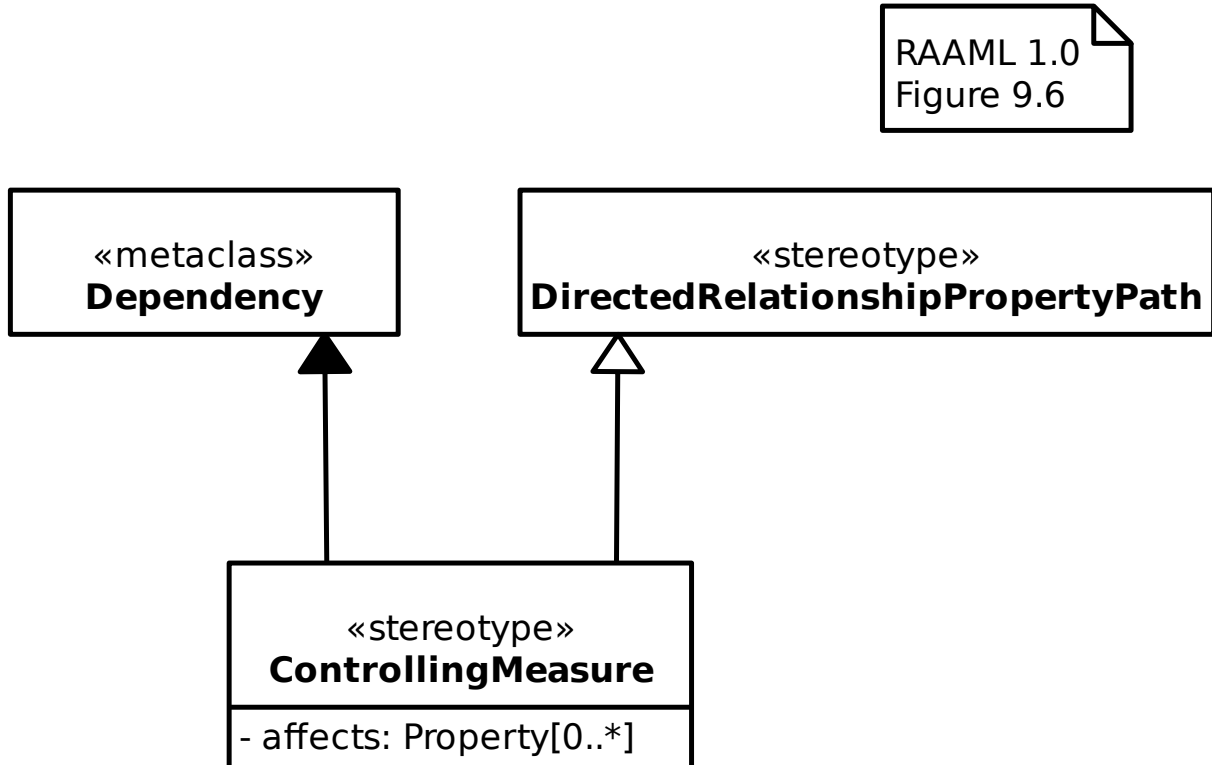 RAAML 1.0
Figure 9.6
«metaclass»
Dependency
«stereotype»
DirectedRelationshipPropertyPath
«stereotype»
ControllingMeasure
- affects: Property[0..*]